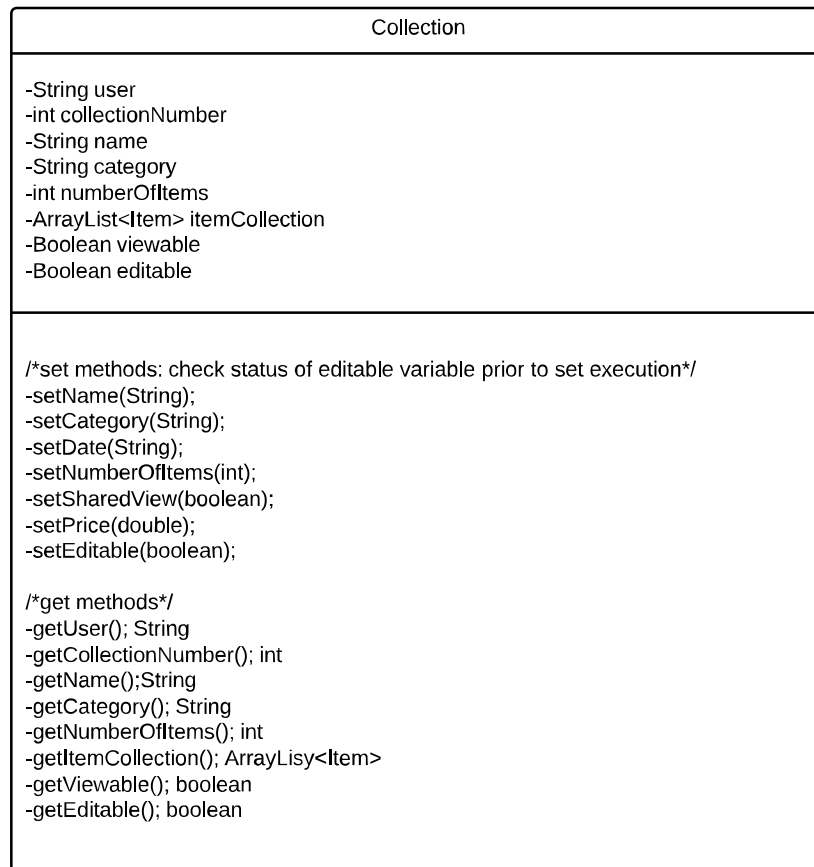 Collection
-String user
-int collectionNumber
-String name
-String category
-int numberOfItems
-ArrayList<Item> itemCollection
-Boolean viewable
-Boolean editable
/*set methods: check status of editable variable prior to set execution*/
-setName(String);
-setCategory(String);
-setDate(String);
-setNumberOfItems(int);
-setSharedView(boolean);
-setPrice(double);
-setEditable(boolean);
/*get methods*/
-getUser(); String
-getCollectionNumber(); int
-getName();String
-getCategory(); String
-getNumberOfItems(); int
-getItemCollection(); ArrayLisy<Item>
-getViewable(); boolean
-getEditable(); boolean